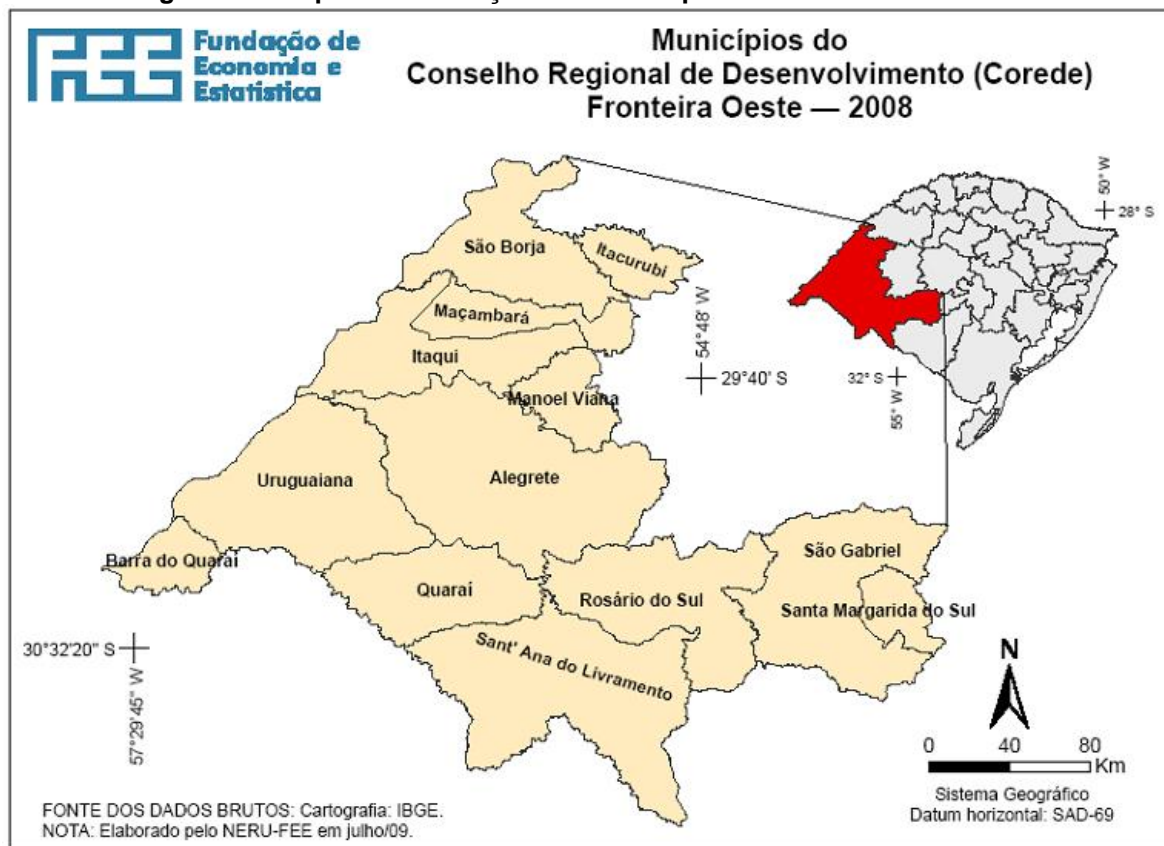 Fundação de
Economia e
Estatística
Municípios do
Conselho Regional de Desenvolvimento (Corede)
Fronteira Oeste — 2008
50° W
28° S
São Borja
Itacurubi
Maçambará
54°48' W
Itaqui
29°40' S
32° S
55° W
Manoel Viana
Uruguaiana
Alegrete
São Gabriel
Barra do Quaraí
Quaraí
Rosário do Sul
Santa Margarida do Sul
Sant' Ana do Livramento
30°32'20" S
57°29'45" W
N
0 40 80
Km
Sistema Geográfico
Datum horizontal: SAD-69
FONTE DOS DADOS BRUTOS: Cartografia: IBGE.
NOTA: Elaborado pelo NERU-FEE em julho/09.